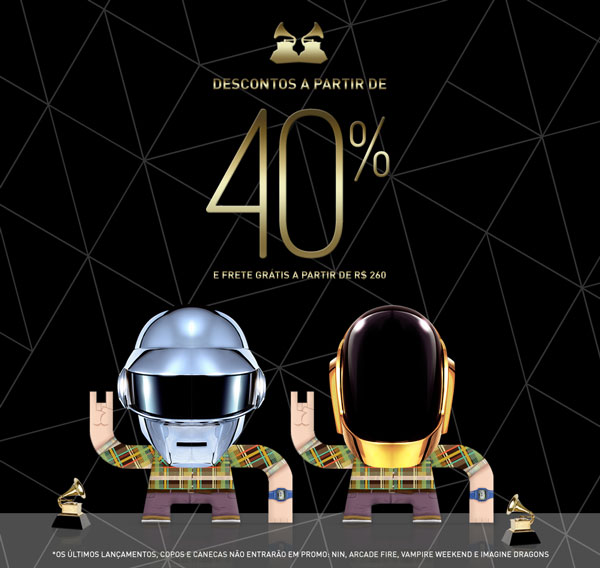 DESCONTOS A PARTIR DE
40%
E FRETE GRÁTIS A PARTIR DE R$ 260
*OS ÚLTIMOS LANÇAMENTOS, COPOS E CANECAS NÃO ENTRARÃO EM PROMO: NIN, ARCADE FIRE, VAMPIRE WEEKEND E IMAGINE DRAGONS